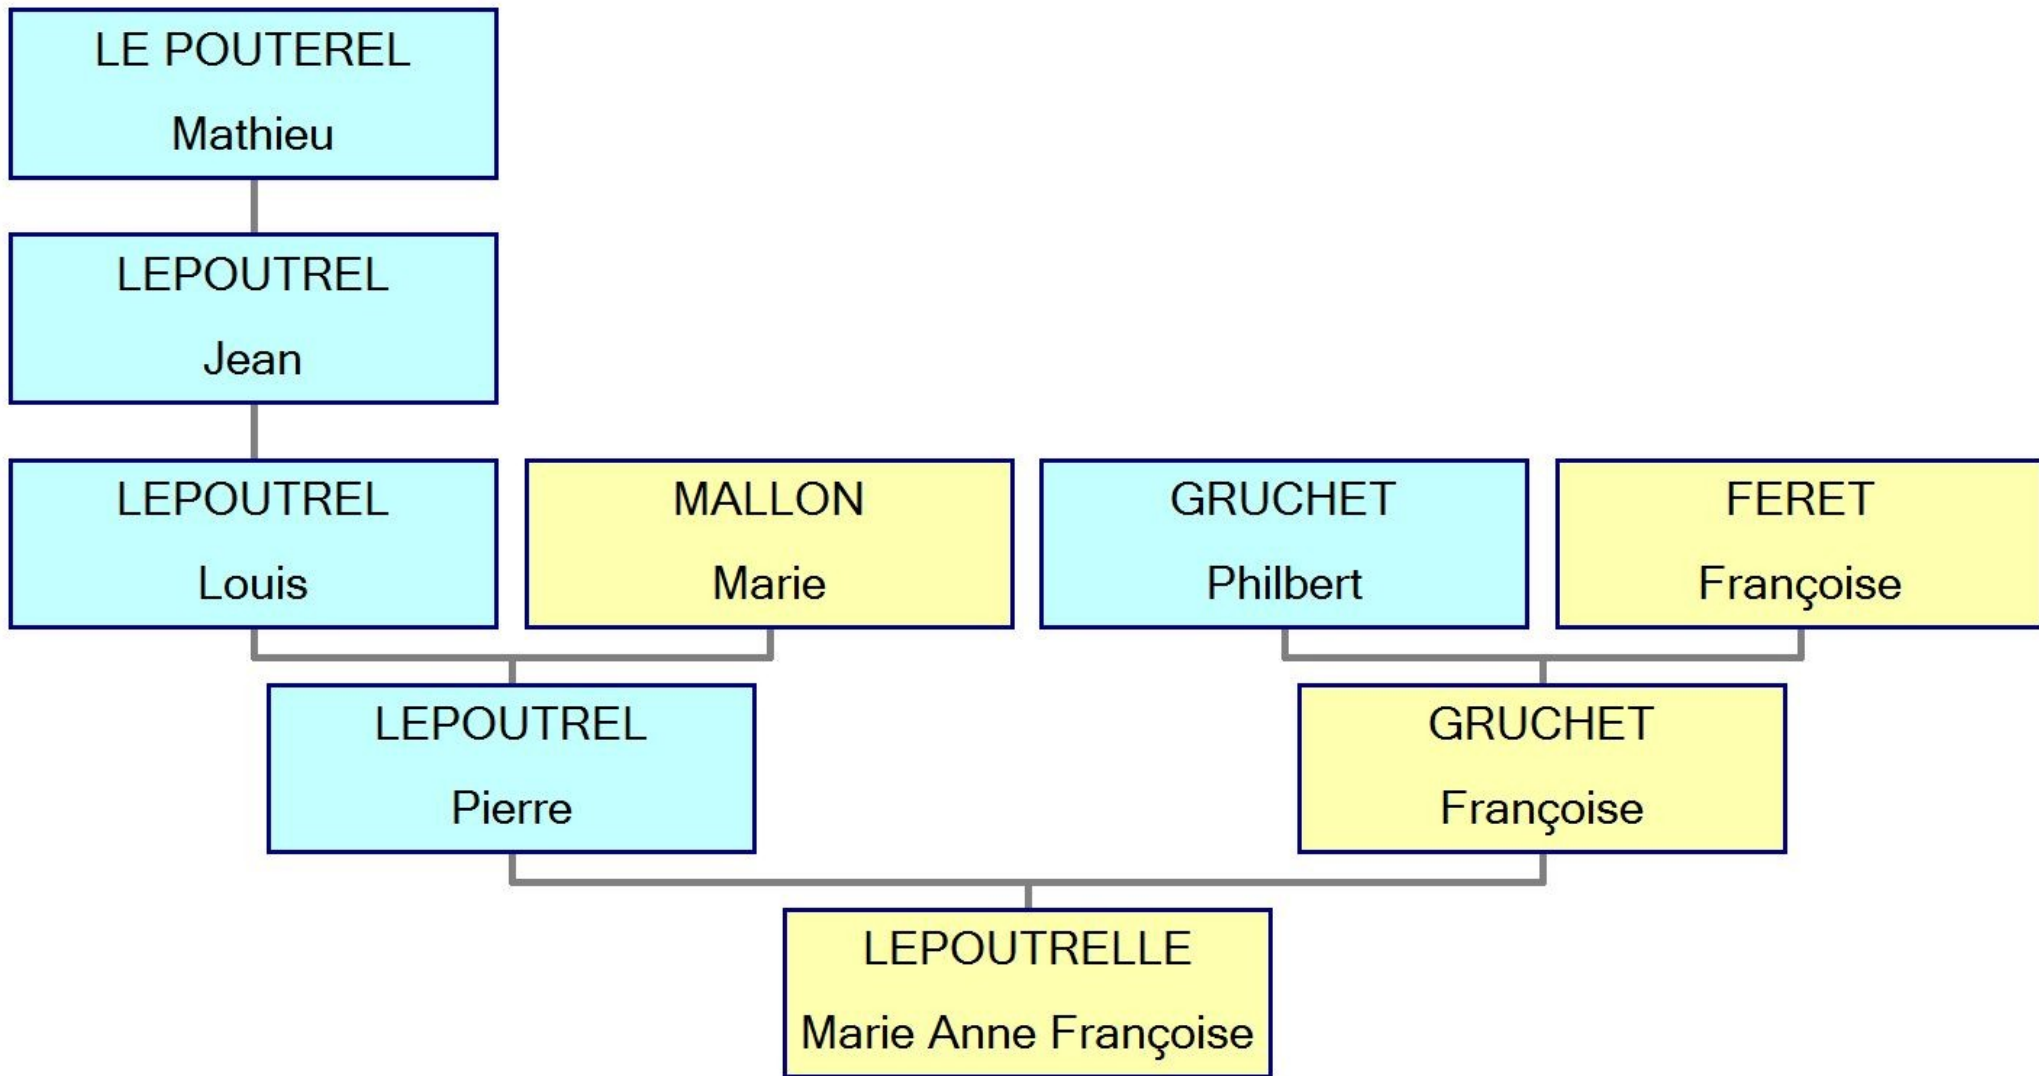 LE POUTEREL
Mathieu
LEPOUTREL
Jean
LEPOUTREL
Louis
MALLON
Marie
GRUCHET
Philbert
FERET
Françoise
LEPOUTREL
Pierre
GRUCHET
Françoise
LEPOUTRELLE
Marie Anne Françoise